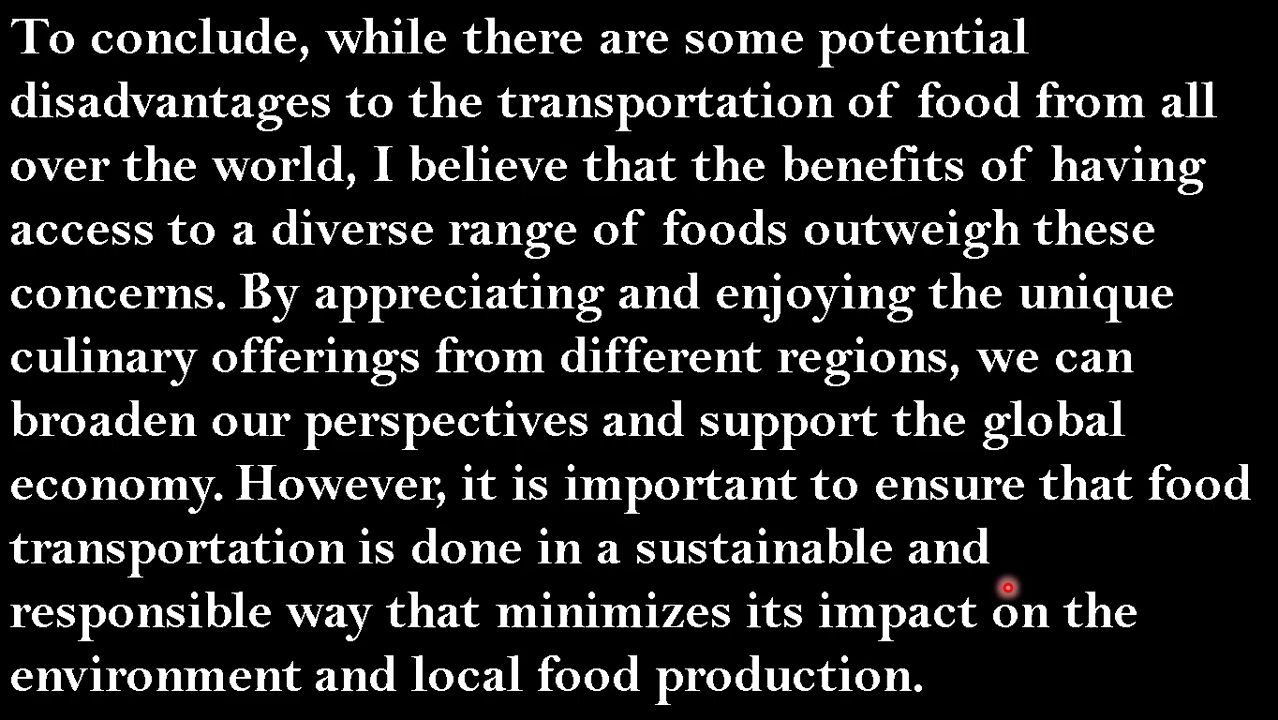 To conclude, while there are some potential
disadvantages to the transportation of food from all
over the world, I believe that the benefits of having
access to a diverse range of foods outweigh these
concerns. By appreciating and enjoying the unique
culinary offerings from different regions, we can
broaden our perspectives and support the global
economy. However, it is important to ensure that food
transportation is done in a sustainable and
responsible way that minimizes its impact on the
environment and local food production.